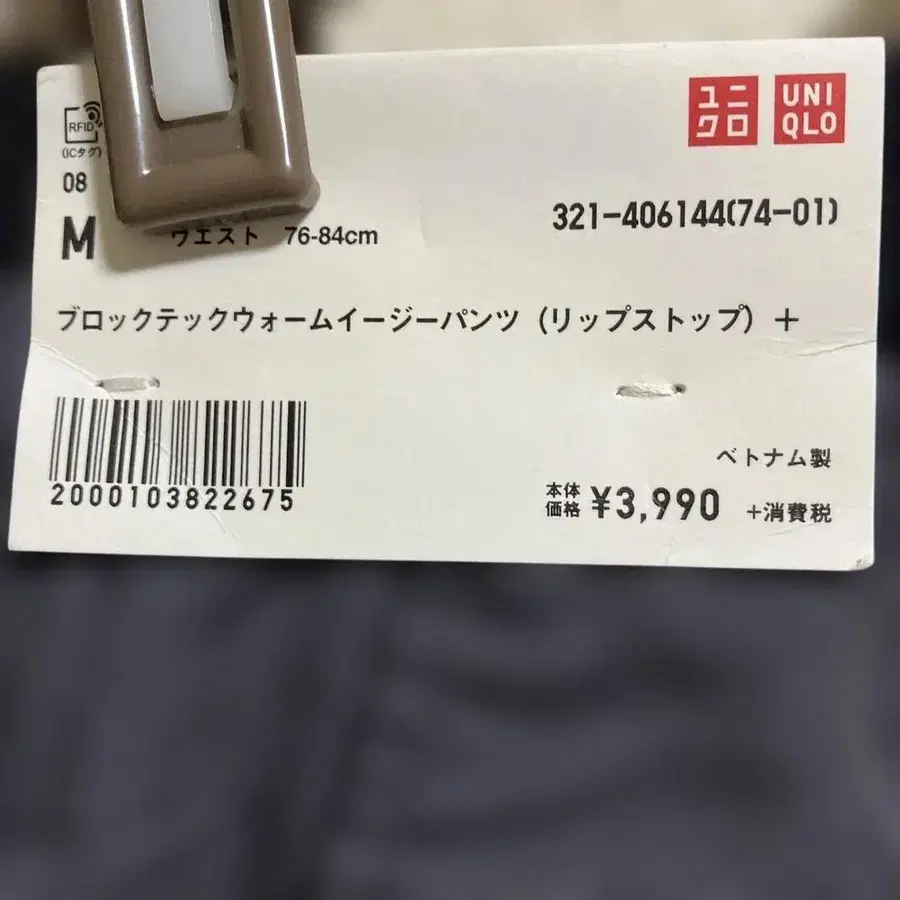 RFID
(ICタグ)
ユニ
クロ
UNI
QLO
08
M
ウエスト 76-84cm
321-406144(74-01)
ブロックテックウォームイージーパンツ（リップストップ）＋
2000103822675
ベトナム製
本体
価格 ¥3,990 +消費税